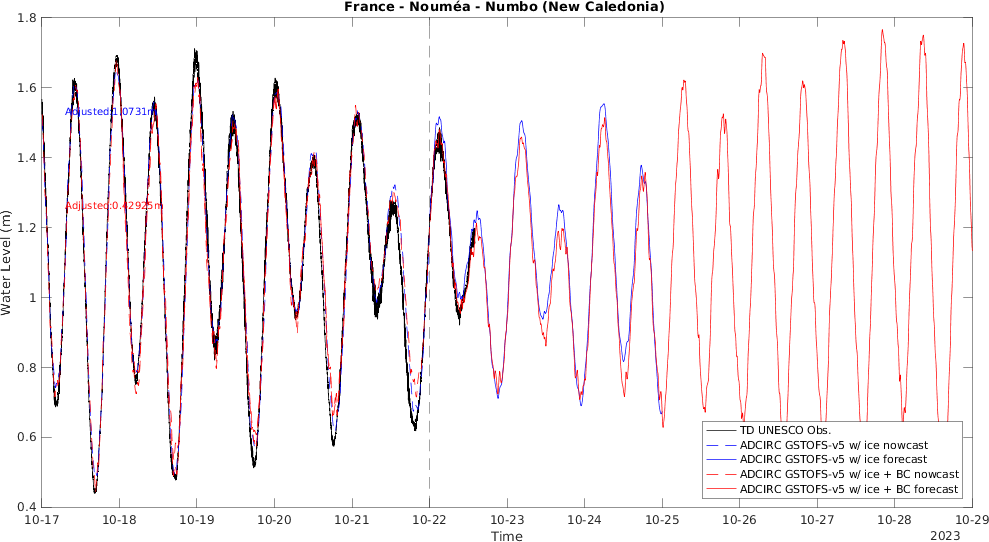 France - Nouméa - Numbo (New Caledonia)
1.8
1.6
1.4
1.2
1
0.8
0.6
0.4
Water Level (m)
Adjusted:1.0731m
Adjusted:0.42925m
TD UNESCO Obs.
ADCIRC GSTOFS-v5 w/ ice nowcast
ADCIRC GSTOFS-v5 w/ ice forecast
ADCIRC GSTOFS-v5 w/ ice + BC nowcast
ADCIRC GSTOFS-v5 w/ ice + BC forecast
10-17 10-18 10-19 10-20 10-21 10-22 10-23 10-24 10-25 10-26 10-27 10-28 10-29
Time
2023